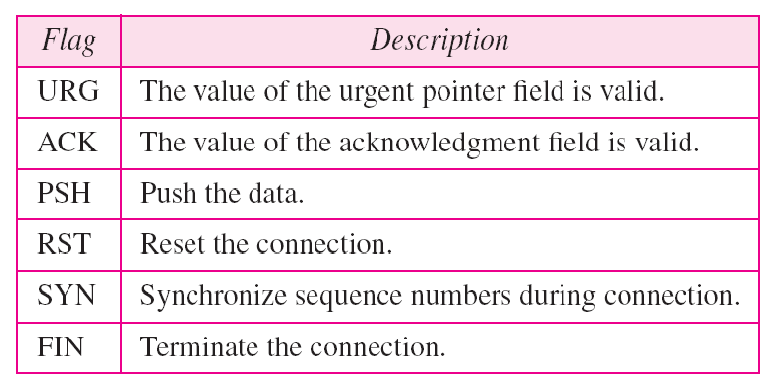 Flag Description
URG The value of the urgent pointer field is valid.
ACK The value of the acknowledgment field is valid.
PSH Push the data.
RST Reset the connection.
SYN Synchronize sequence numbers during connection.
FIN Terminate the connection.